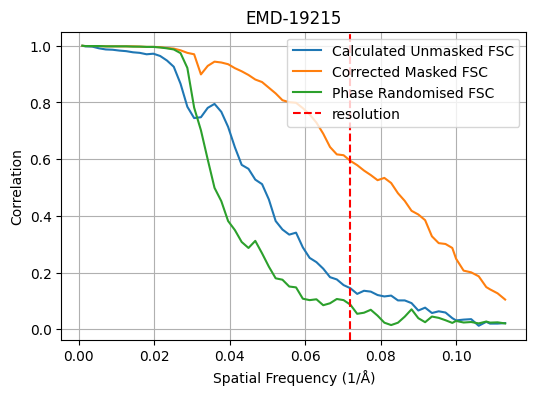 EMD-19215
Calculated Unmasked FSC
Corrected Masked FSC
Phase Randomised FSC
resolution
Correlation
1.0
0.8
0.6
0.4
0.2
0.0
0.00 0.02 0.04 0.06 0.08 0.10
Spatial Frequency (1/Å)